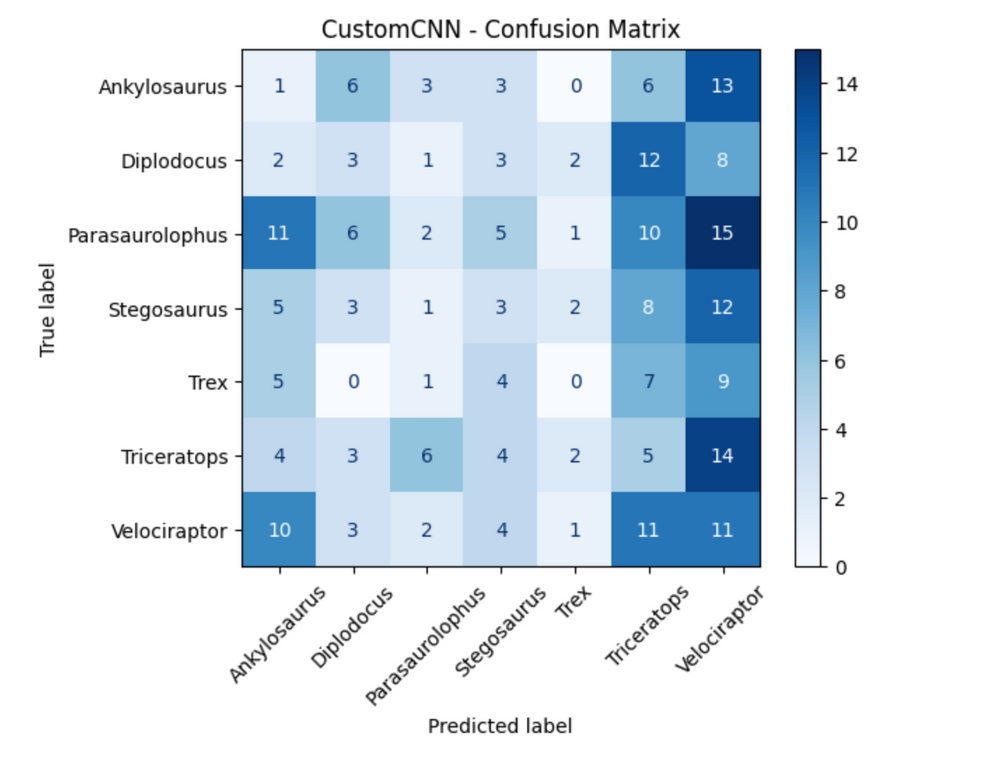 CustomCNN - Confusion Matrix
True label
Ankylosaurus 1 6 3 3 0 6 13
Diplodocus 2 3 1 3 2 12 8
Parasaurolophus 11 6 2 5 1 10 15
Stegosaurus 5 3 1 3 2 8 12
Trex 5 0 1 4 0 7 9
Triceratops 4 3 6 4 2 5 14
Velociraptor 10 3 2 4 1 11 11
Ankylosaurus Diplodocus Parasaurolophus Stegosaurus Trex Triceratops Velociraptor
Predicted label
14
12
10
8
6
4
2
0